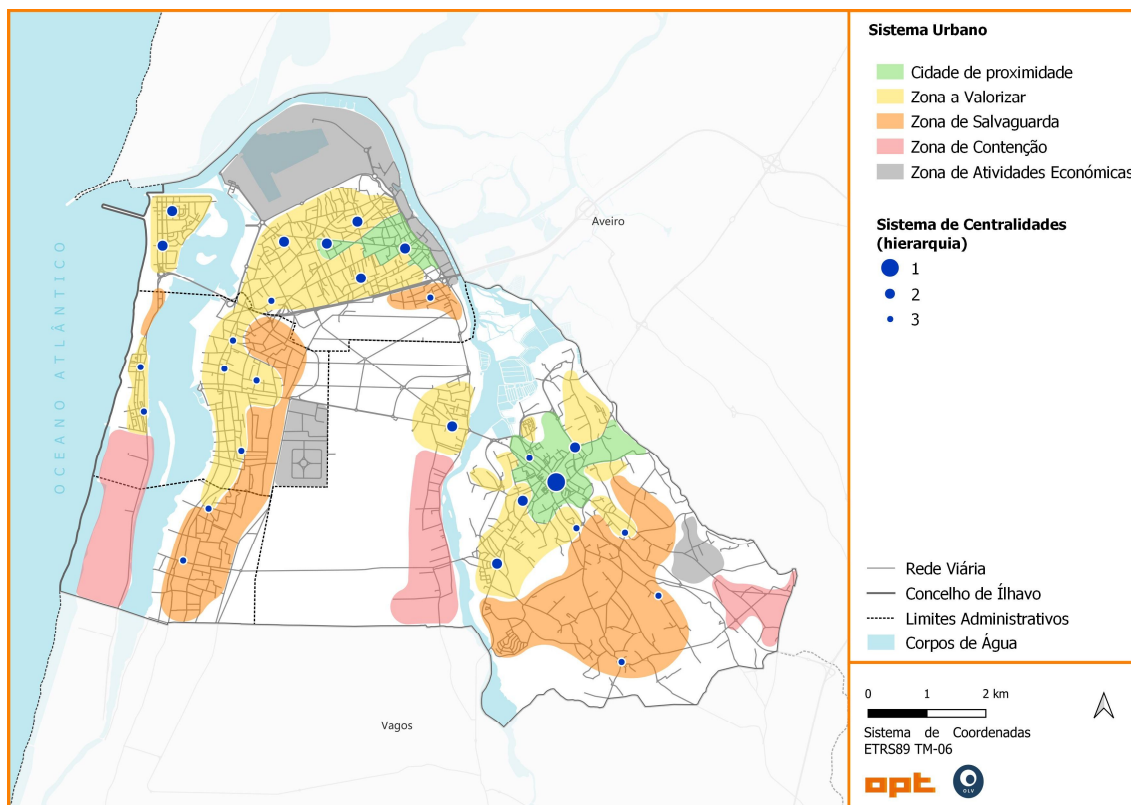 Sistema Urbano
Cidade de proximidade
Zona a Valorizar
Zona de Salvaguarda
Zona de Contenção
Zona de Atividades Económicas
Sistema de Centralidades
(hierarquia)
1
2
3
Aveiro
OCEANO ATLÂNTICO
Vagos
Rede Viária
Concelho de Ílhavo
Limites Administrativos
Corpos de Água
0 1 2 km
Sistema de Coordenadas
ETRS89 TM-06
opt
OLV